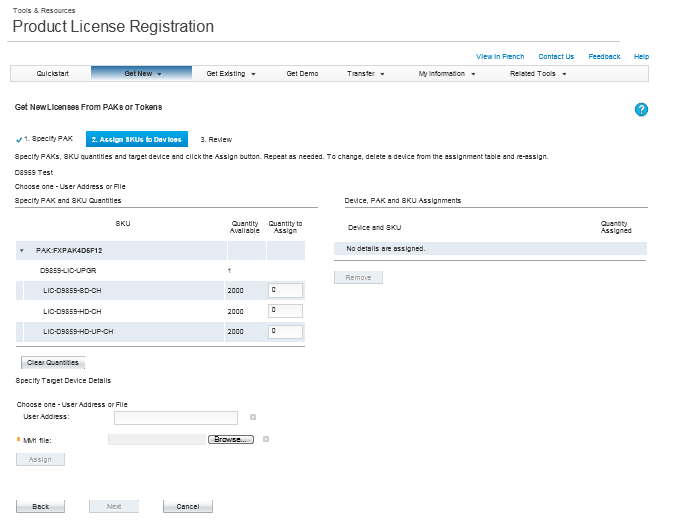 Tools & Resources
Product License Registration
View in French Contact Us Feedback Help
Quickstart Get New Get Existing Get Demo Transfer My Information Related Tools
Get New Licenses From PAKs or Tokens
?
1. Specify PAK 2. Assign SKUs to Devices 3. Review
Specify PAKs, SKU quantities and target device and click the Assign button. Repeat as needed. To change, delete a device from the assignment table and re-assign.
D9859 Test
Choose one - User Address or File
Specify PAK and SKU Quantities
SKU Quantity Available Quantity to Assign
PAK:FXPAK4D5F12
D9859-LIC-UPGR 1
LIC-D9859-SD-CH 2000 0
LIC-D9859-HD-CH 2000 0
LIC-D9859-HD-UP-CH 2000 0
Clear Quantities
Device, PAK and SKU Assignments
Device and SKU Quantity Assigned
No details are assigned.
Remove
Specify Target Device Details
Choose one - User Address or File
User Address:
MM1 file: Browse...
Assign
Back Next Cancel